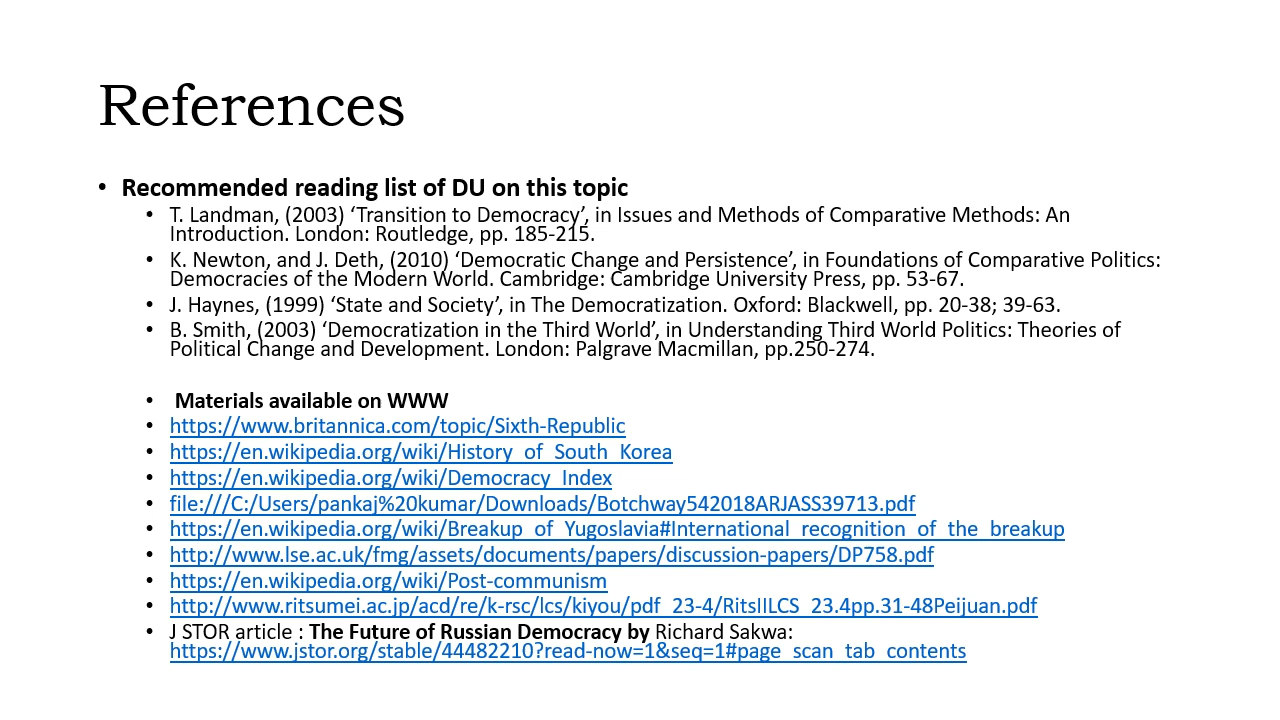 References
• Recommended reading list of DU on this topic
• T. Landman, (2003) ‘Transition to Democracy’, in Issues and Methods of Comparative Methods: An
Introduction. London: Routledge, pp. 185-215.
• K. Newton, and J. Deth, (2010) ‘Democratic Change and Persistence’, in Foundations of Comparative Politics:
Democracies of the Modern World. Cambridge: Cambridge University Press, pp. 53-67.
• J. Haynes, (1999) ‘State and Society’, in The Democratization. Oxford: Blackwell, pp. 20-38; 39-63.
• B. Smith, (2003) ‘Democratization in the Third World’, in Understanding Third World Politics: Theories of
Political Change and Development. London: Palgrave Macmillan, pp.250-274.
• Materials available on WWW
• https://www.britannica.com/topic/Sixth-Republic
• https://en.wikipedia.org/wiki/History_of_South_Korea
• https://en.wikipedia.org/wiki/Democracy_Index
• file:///C:/Users/pankaj%20kumar/Downloads/Botchway542018ARJASS39713.pdf
• https://en.wikipedia.org/wiki/Breakup_of_Yugoslavia#International_recognition_of_the_breakup
• http://www.lse.ac.uk/fmg/assets/documents/papers/discussion-papers/DP758.pdf
• https://en.wikipedia.org/wiki/Post-communism
• http://www.ritsumei.ac.jp/acd/re/k-rsc/lcs/kiyou/pdf_23-4/RitsIILCS_23.4pp.31-48Peijuan.pdf
• J STOR article : The Future of Russian Democracy by Richard Sakwa:
https://www.jstor.org/stable/44482210?read-now=1&seq=1#page_scan_tab_contents